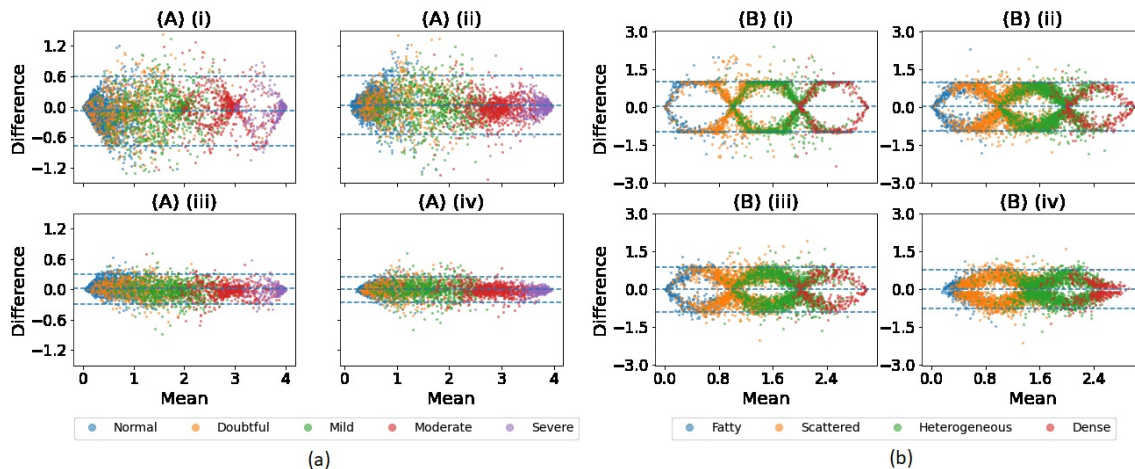 (A) (i)
(A) (ii)
(B) (i)
(B) (ii)
Difference
1.2
0.6
0.0
−0.6
−1.2
Difference
3.0
1.5
0.0
−1.5
−3.0
3.0
1.5
0.0
−1.5
−3.0
(A) (iii)
(A) (iv)
(B) (iii)
(B) (iv)
Difference
1.2
0.6
0.0
−0.6
−1.2
Difference
3.0
1.5
0.0
−1.5
−3.0
3.0
1.5
0.0
−1.5
−3.0
0 1 2 3 4
0 1 2 3 4
0.0 0.8 1.6 2.4
0.0 0.8 1.6 2.4
Mean
Mean
Mean
Mean
Normal Doubtful Mild Moderate Severe
Fatty Scattered Heterogeneous Dense
(a)
(b)